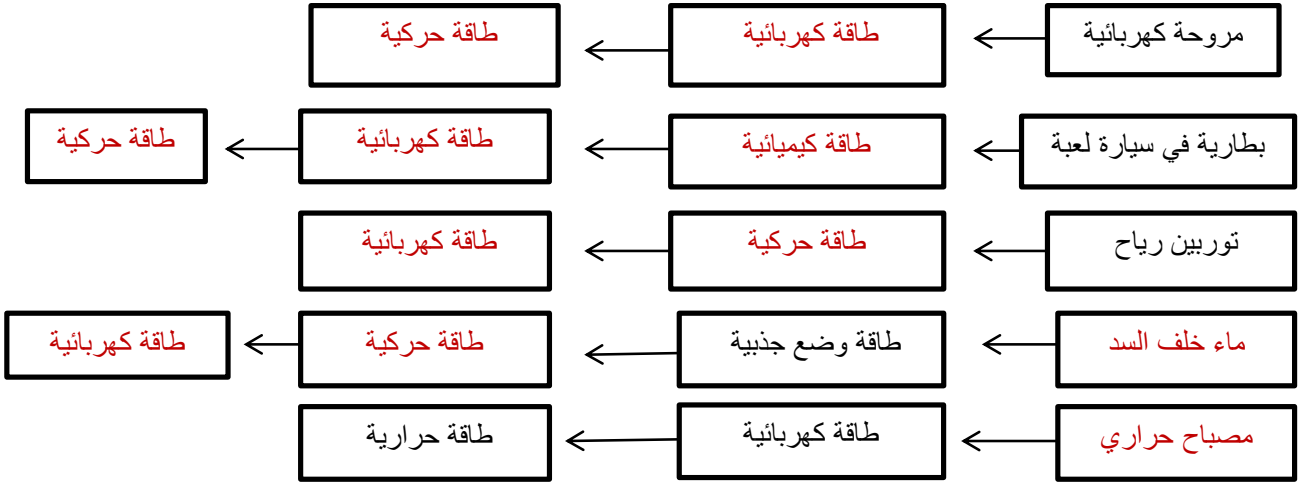 مروحة كهربائية
طاقة كهربائية
طاقة حركية
بطارية في سيارة لعبة
طاقة كيميائية
طاقة كهربائية
طاقة حركية
توربين رياح
طاقة حركية
طاقة كهربائية
ماء خلف السد
طاقة وضع جذبية
طاقة حركية
طاقة كهربائية
مصباح حراري
طاقة كهربائية
طاقة حرارية